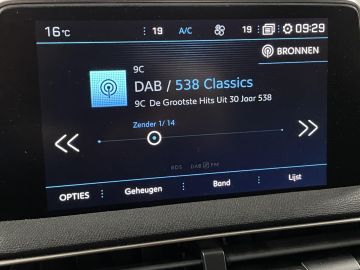 16°C 19 A/C 19 09:29
BRONNEN
9C
DAB / 538 Classics
9C De Grootste Hits Uit 30 Jaar 538
Zender 1/ 14
RDS DAB FM
OPTIES Geheugen Band Lijst